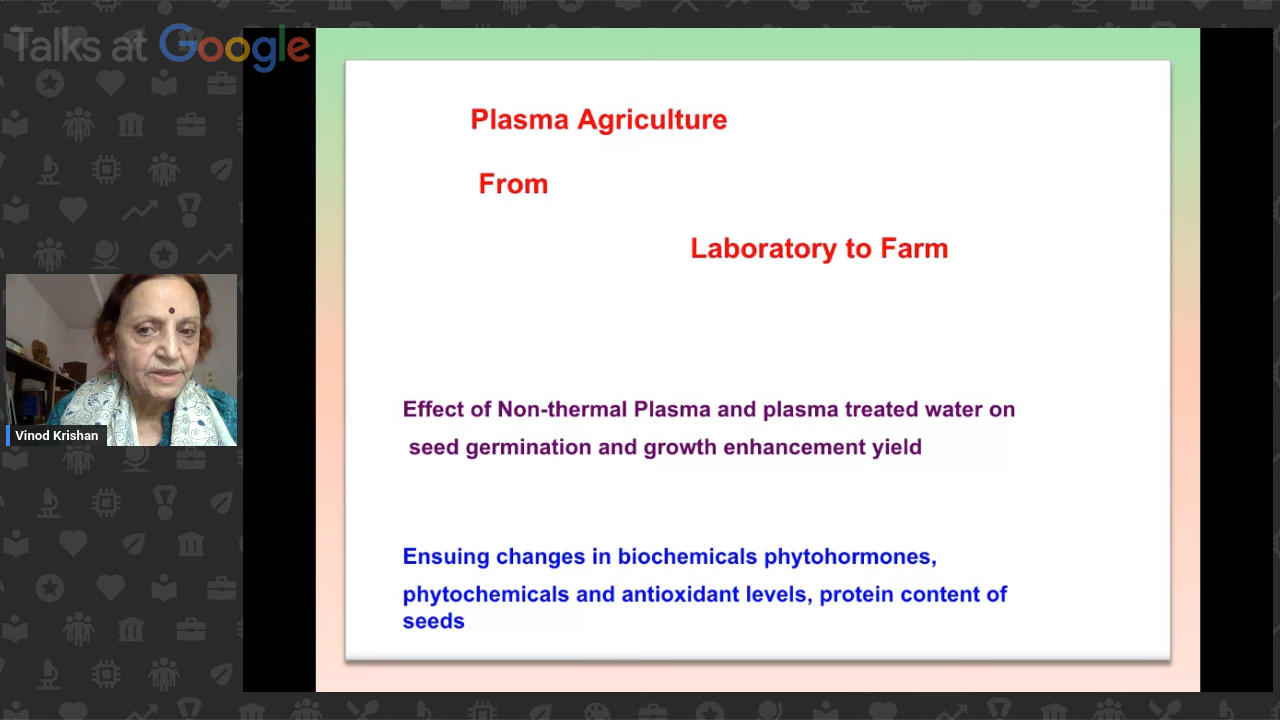 Talks at Google
Plasma Agriculture
From
Laboratory to Farm
Effect of Non-thermal Plasma and plasma treated water on
seed germination and growth enhancement yield
Ensuing changes in biochemicals phytohormones,
phytochemicals and antioxidant levels, protein content of
seeds
Vinod Krishan